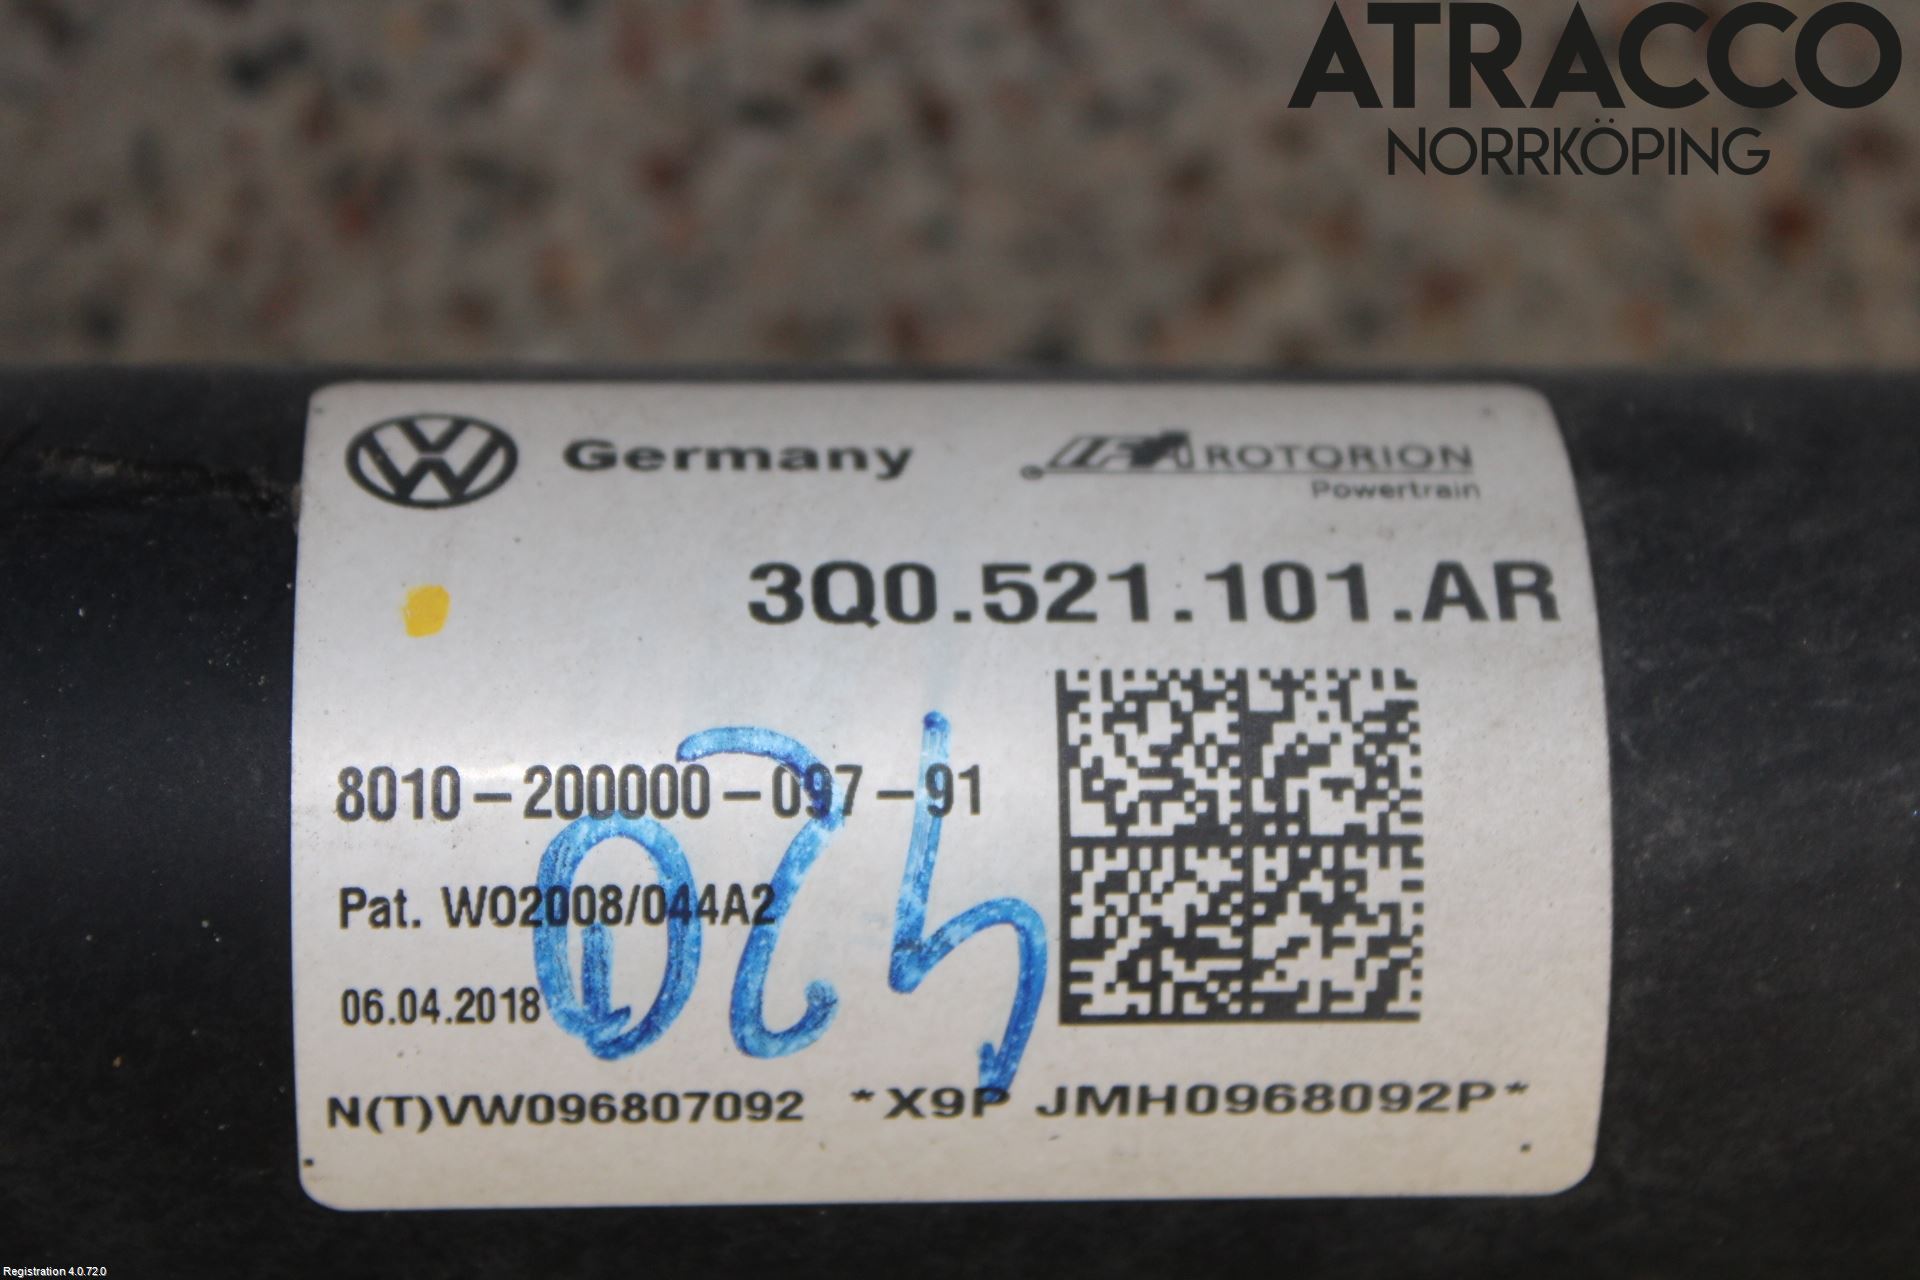 ATRACCO
NORRKÖPING
Germany
IFA ROTORION
Powertrain
3Q0.521.101.AR
8010-200000-097-91
Pat. WO2008/044A2
06.04.2018
N(T)VW096807092 *X9P JMH0968092P*
Registration 4.0.72.0